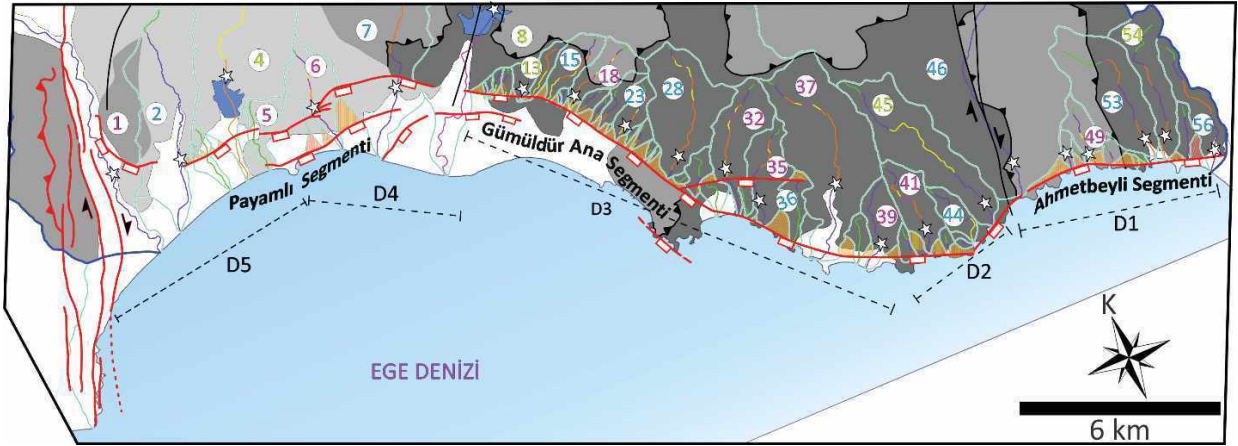 8
7
13
15
18
23
28
37
32
45
46
54
53
56
49
4
6
5
1
2
35
36
41
39
44
Payamlı Segmenti
Gümüldür Ana Segmenti
Ahmetbeyli Segmenti
D5
D4
D3
D2
D1
EGE DENİZİ
K
6 km